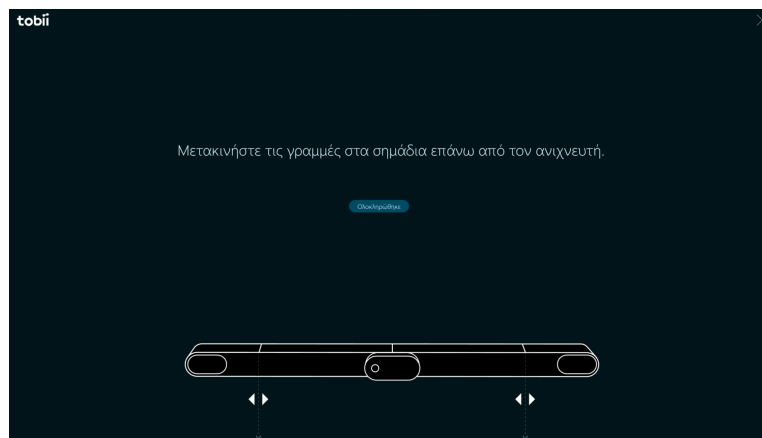 tobii
Μετακινήστε τις γραμμές στα σημάδια επάνω από τον ανιχνευτή.
Ολοκληρώθηκε